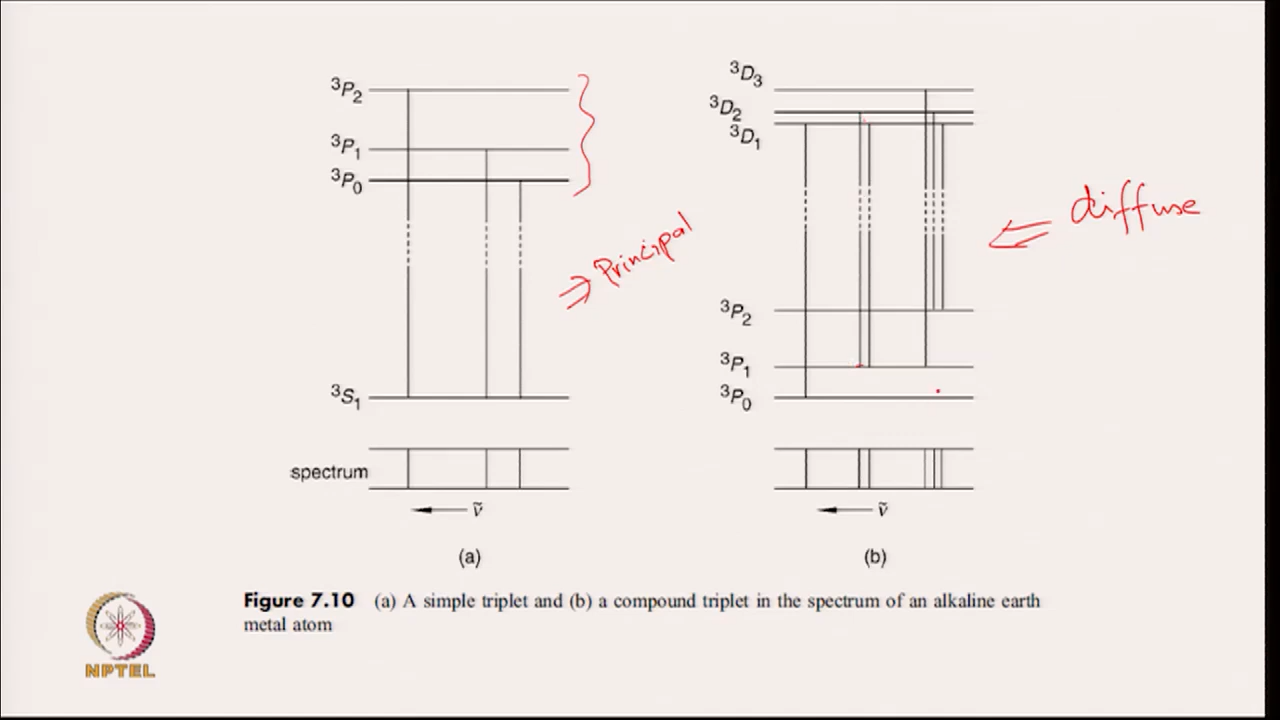 ³P₂
³P₁
³P₀
³S₁
spectrum
ν̃
(a)
Principal
³D₃
³D₂
³D₁
³P₂
³P₁
³P₀
ν̃
(b)
diffuse
Figure 7.10 (a) A simple triplet and (b) a compound triplet in the spectrum of an alkaline earth
metal atom
NPTEL